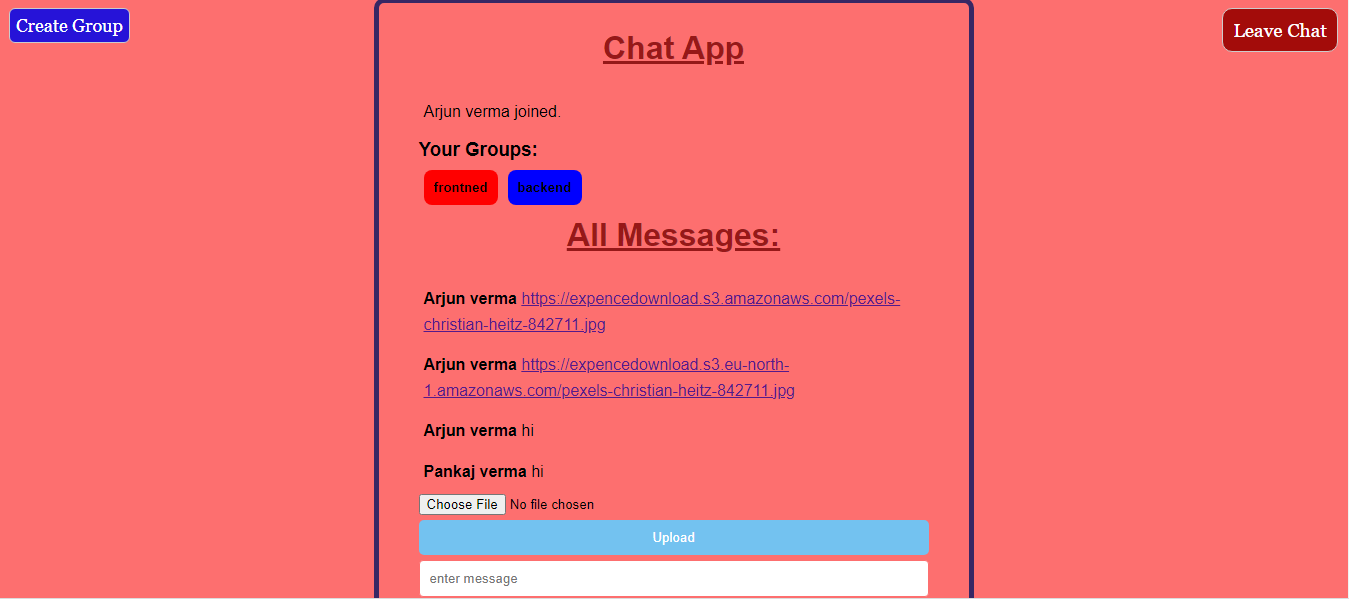 Create Group
Leave Chat
Chat App
Arjun verma joined.
Your Groups:
frontned backend
All Messages:
Arjun verma https://expencedownload.s3.amazonaws.com/pexels-
christian-heitz-842711.jpg
Arjun verma https://expencedownload.s3.eu-north-
1.amazonaws.com/pexels-christian-heitz-842711.jpg
Arjun verma hi
Pankaj verma hi
Choose File No file chosen
Upload
enter message